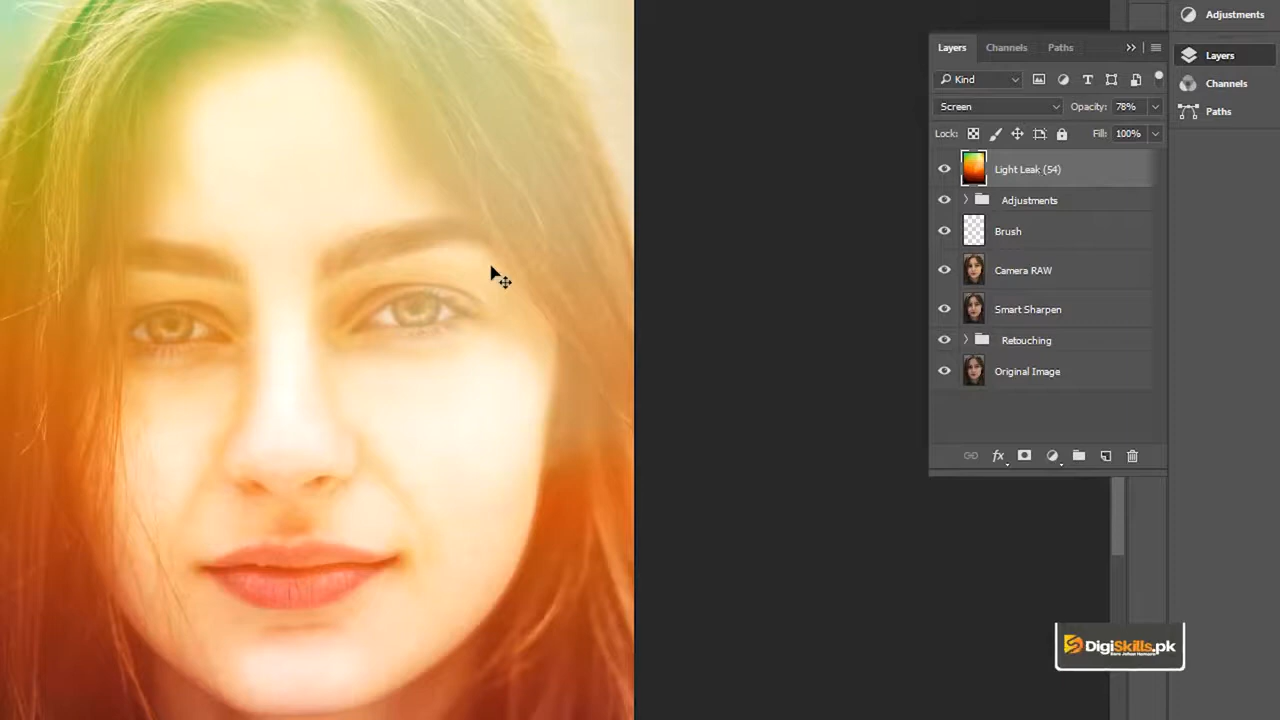 Adjustments
Layers Channels Paths
Layers
Kind
Channels
Screen Opacity: 78%
Paths
Lock: Fill: 100%
Light Leak (54)
Adjustments
Brush
Camera RAW
Smart Sharpen
Retouching
Original Image
fx
DigiSkills.pk